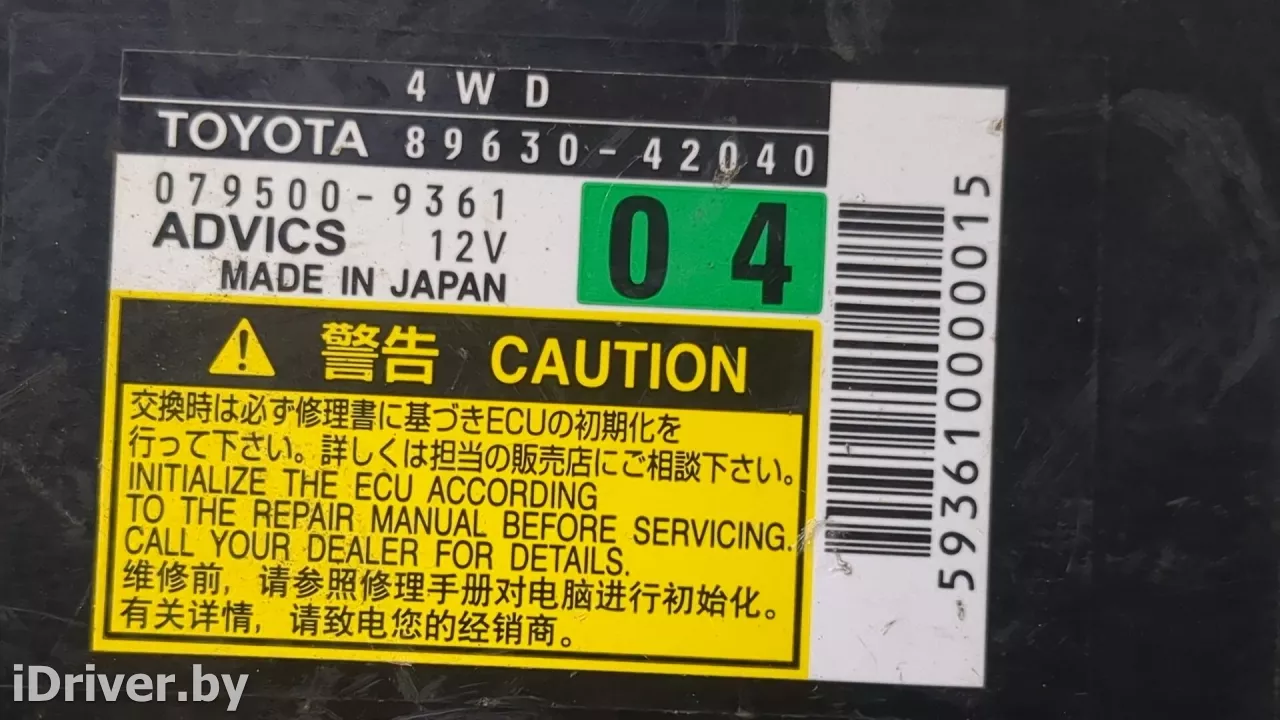 4WD
TOYOTA 89630-42040
079500-9361
ADVICS 12V
MADE IN JAPAN
04
警告 CAUTION
交換時は必ず修理書に基づきECUの初期化を
行って下さい。詳しくは担当の販売店にご相談下さい。
INITIALIZE THE ECU ACCORDING
TO THE REPAIR MANUAL BEFORE SERVICING.
CALL YOUR DEALER FOR DETAILS.
维修前，请参照修理手册对电脑进行初始化。
有关详情，请致电您的经销商。
59361000001​5
iDriver.by